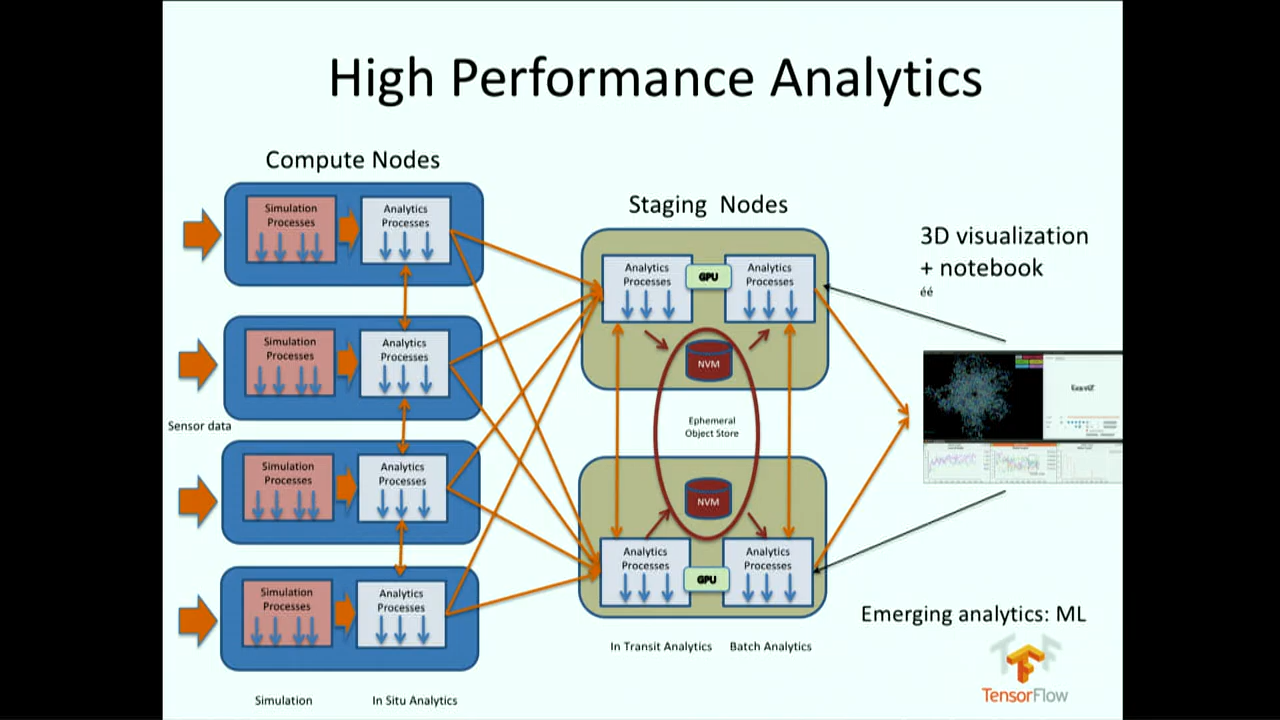 High Performance Analytics
Compute Nodes
Simulation
Processes
Analytics
Processes
Simulation
Processes
Analytics
Processes
Sensor data
Simulation
Processes
Analytics
Processes
Simulation
Processes
Analytics
Processes
Simulation
In Situ Analytics
Staging Nodes
Analytics
Processes
GPU
Analytics
Processes
NVM
Ephemeral
Object Store
NVM
Analytics
Processes
GPU
Analytics
Processes
In Transit Analytics
Batch Analytics
3D visualization
+ notebook
éé
Emerging analytics: ML
TensorFlow